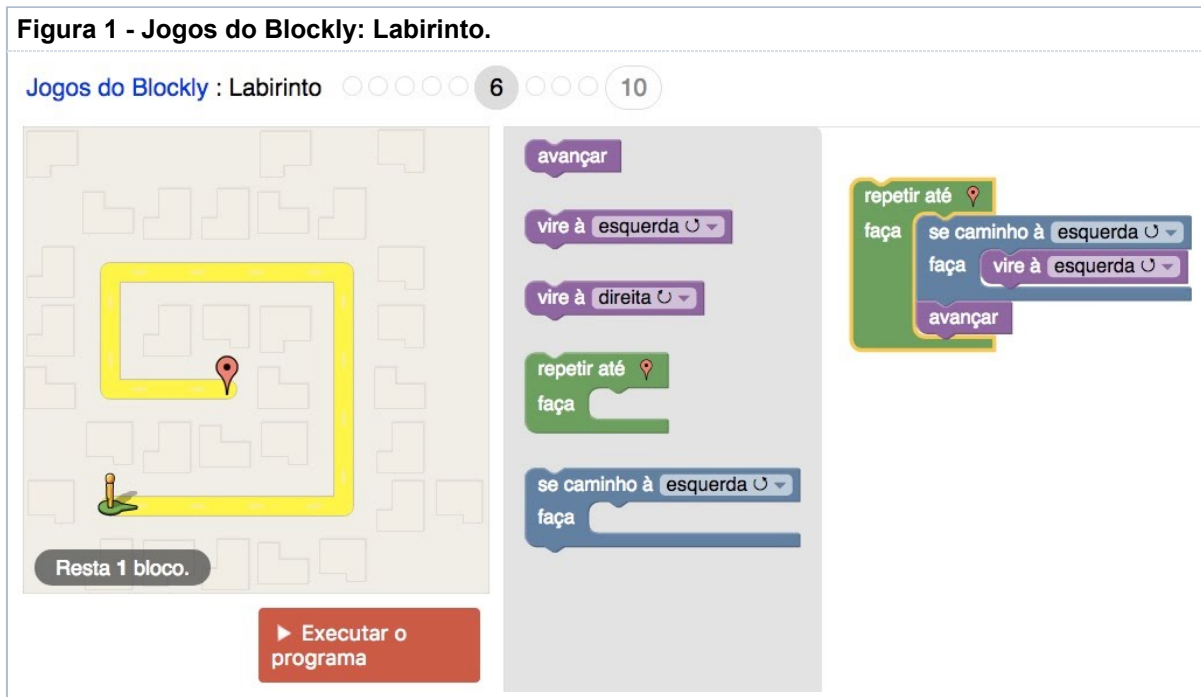 Figura 1 - Jogos do Blockly: Labirinto.
Jogos do Blockly : Labirinto 6 10
avançar
vire à esquerda
vire à direita
repetir até
faça
se caminho à esquerda
faça
repetir até
faça se caminho à esquerda
faça vire à esquerda
avançar
Resta 1 bloco.
Executar o
programa